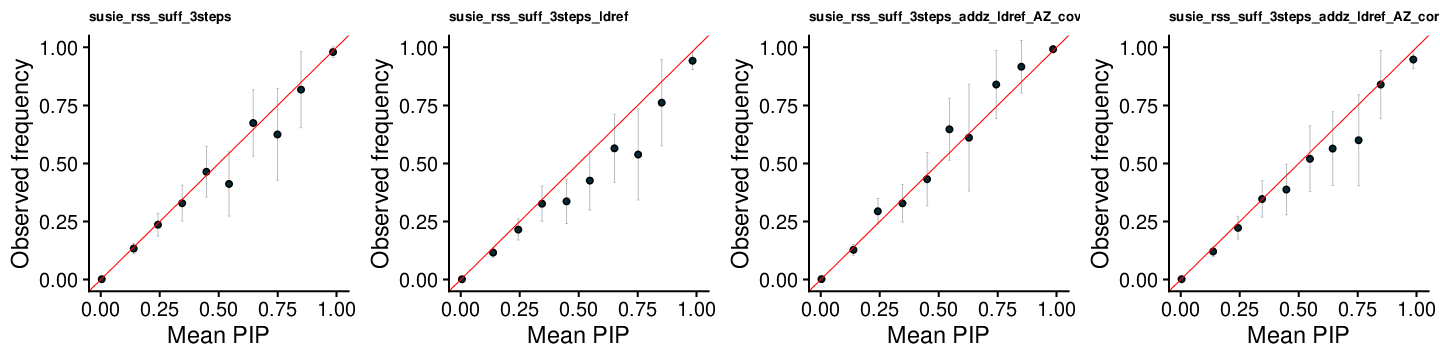 susie_rss_suff_3steps
Observed frequency
1.00
0.75
0.50
0.25
0.00
0.00 0.25 0.50 0.75 1.00
Mean PIP
susie_rss_suff_3steps_ldref
Observed frequency
1.00
0.75
0.50
0.25
0.00
0.00 0.25 0.50 0.75 1.00
Mean PIP
susie_rss_suff_3steps_addz_ldref_AZ_cov
Observed frequency
1.00
0.75
0.50
0.25
0.00
0.00 0.25 0.50 0.75 1.00
Mean PIP
susie_rss_suff_3steps_addz_ldref_AZ_cor
Observed frequency
1.00
0.75
0.50
0.25
0.00
0.00 0.25 0.50 0.75 1.00
Mean PIP